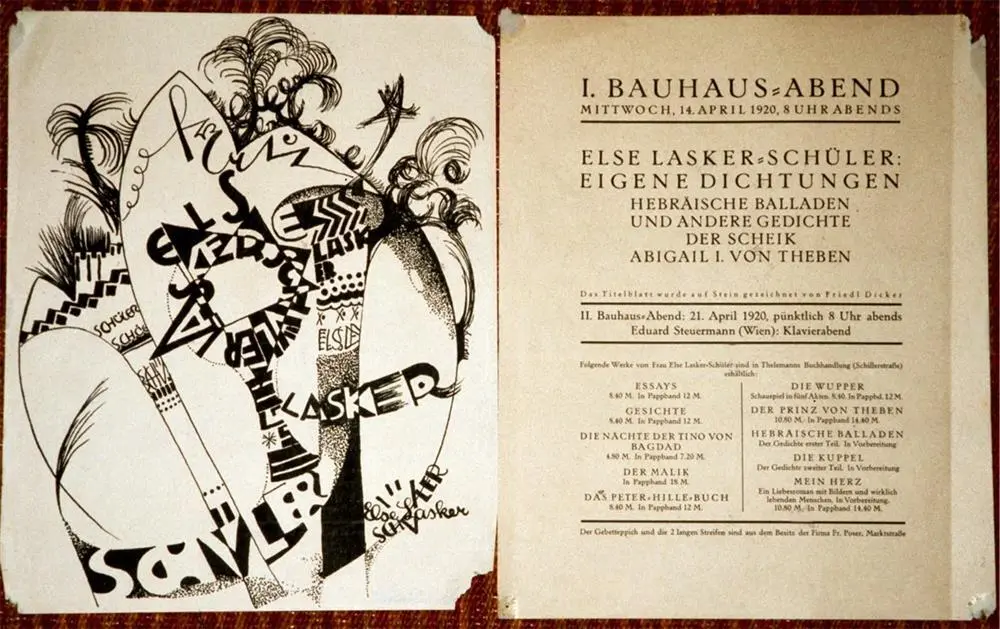 ELSE
LASKER
SCHÜLER
SCHÜ
ELSE
LASKER
Else Lasker
SCHÜLER
I. BAUHAUS⸗ABEND
MITTWOCH, 14. APRIL 1920, 8 UHR ABENDS
ELSE LASKER⸗SCHÜLER:
EIGENE DICHTUNGEN
HEBRÄISCHE BALLADEN
UND ANDERE GEDICHTE
DER SCHEIK
ABIGAIL I. VON THEBEN
Das Titelblatt wurde auf Stein gezeichnet von Friedl Dicker
II. Bauhaus⸗Abend: 21. April 1920, pünktlich 8 Uhr abends
Eduard Steuermann (Wien): Klavierabend
Folgende Werke von Frau Else Lasker⸗Schüler sind in Thelemanns Buchhandlung (Schillerstraße)
erhältlich:
ESSAYS
8.40 M. In Pappband 12 M.
GESICHTE
8.40 M. In Pappband 12 M.
DIE NÄCHTE DER TINO VON
BAGDAD
4.80 M. In Pappband 7.20 M.
DER MALIK
In Pappband 18 M.
DAS PETER⸗HILLE⸗BUCH
8.40 M. In Pappband 12 M.
DIE WUPPER
Schauspiel in fünf Akten. 8.40. In Pappbd. 12 M.
DER PRINZ VON THEBEN
10.80 M. In Pappband 14.40 M.
HEBRÄISCHE BALLADEN
Der Gedichte erster Teil. In Vorbereitung
DIE KUPPEL
Der Gedichte zweiter Teil. In Vorbereitung
MEIN HERZ
Ein Liebesroman mit Bildern und wirklich
lebenden Menschen. In Vorbereitung.
10.80 M. In Pappband 14.40 M.
Der Gebetteppich und die 2 langen Streifen sind aus dem Besitz der Firma Fr. Poser, Marktstraße